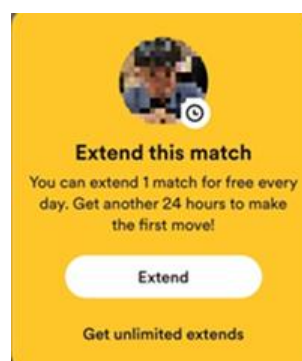 Extend this match
You can extend 1 match for free every
day. Get another 24 hours to make
the first move!
Extend
Get unlimited extends